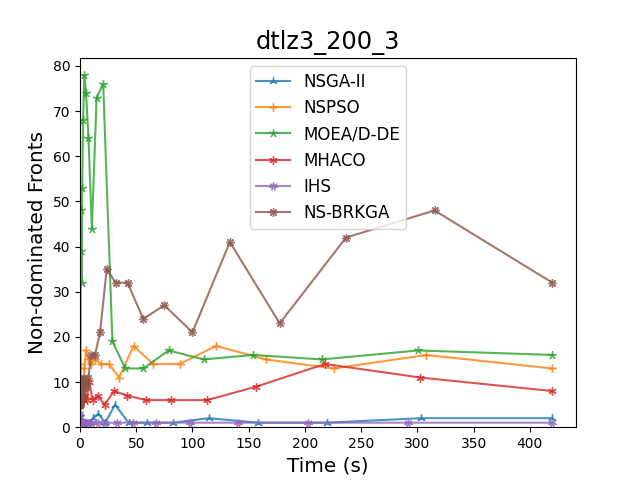 dtlz3_200_3
Non-dominated Fronts
80
70
60
50
40
30
20
10
0
NSGA-II
NSPSO
MOEA/D-DE
MHACO
IHS
NS-BRKGA
0 50 100 150 200 250 300 350 400
Time (s)